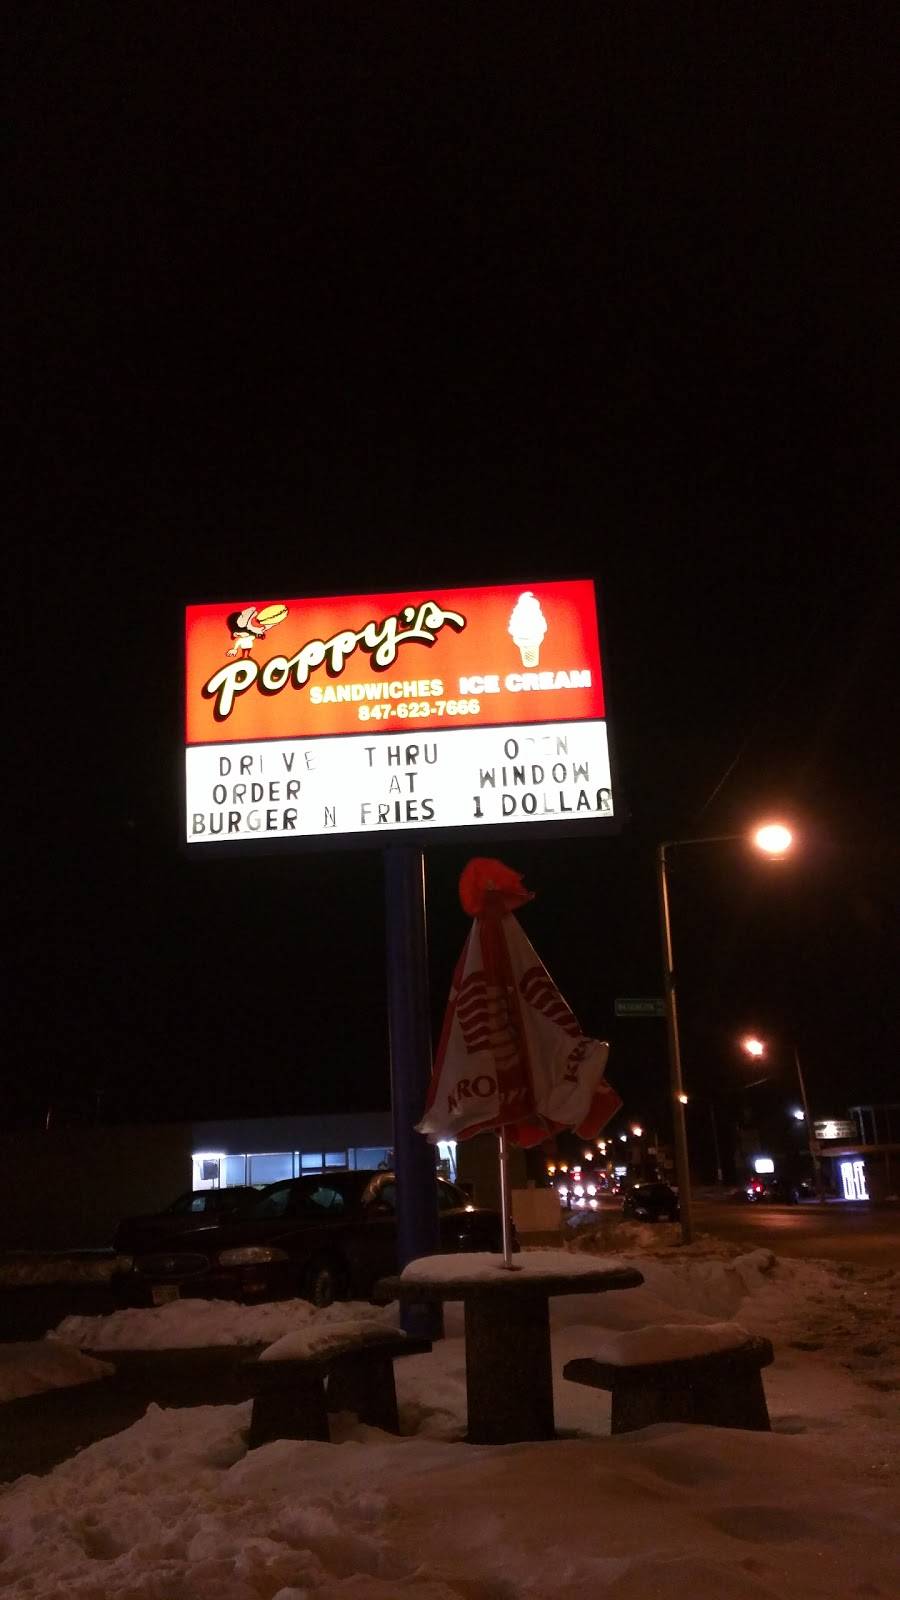 Poppy's
SANDWICHES ICE CREAM
847-623-7666
DRIVE THRU OPEN
ORDER AT WINDOW
BURGER N FRIES 1 DOLLAR